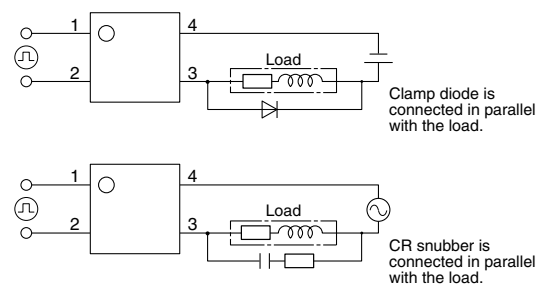 1 4
2 3
Load
Clamp diode is
connected in parallel
with the load.
1 4
2 3
Load
CR snubber is
connected in parallel
with the load.